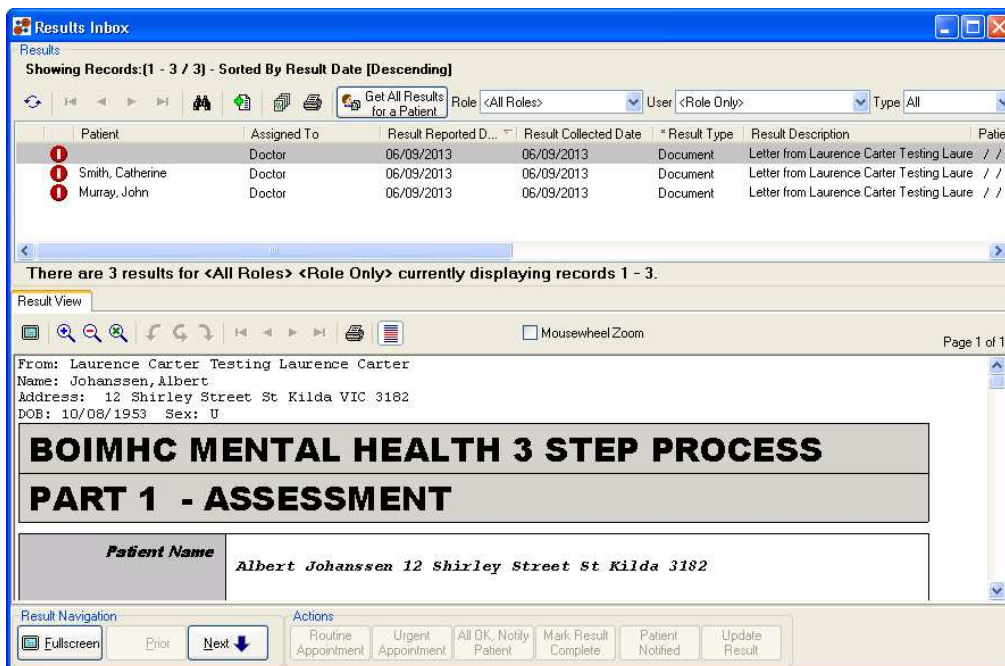 Results Inbox
Results
Showing Records:(1 - 3 / 3) - Sorted By Result Date [Descending]
Get All Results
for a Patient
Role <All Roles> User <Role Only> Type All
Patient Assigned To Result Reported D... Result Collected Date * Result Type Result Description Patie
Doctor 06/09/2013 06/09/2013 Document Letter from Laurence Carter Testing Laure / /
Smith, Catherine Doctor 06/09/2013 06/09/2013 Document Letter from Laurence Carter Testing Laure / /
Murray, John Doctor 06/09/2013 06/09/2013 Document Letter from Laurence Carter Testing Laure / /
There are 3 results for <All Roles> <Role Only> currently displaying records 1 - 3.
Result View
Mousewheel Zoom
Page 1 of 1
From: Laurence Carter Testing Laurence Carter
Name: Johanssen,Albert
Address: 12 Shirley Street St Kilda VIC 3182
DOB: 10/08/1953 Sex: U
BOIMHC MENTAL HEALTH 3 STEP PROCESS
PART 1 - ASSESSMENT
Patient Name
Albert Johanssen 12 Shirley Street St Kilda 3182
Result Navigation
Fullscreen Prior Next
Actions
Routine Appointment
Urgent Appointment
All OK, Notify Patient
Mark Result Complete
Patient Notified
Update Result